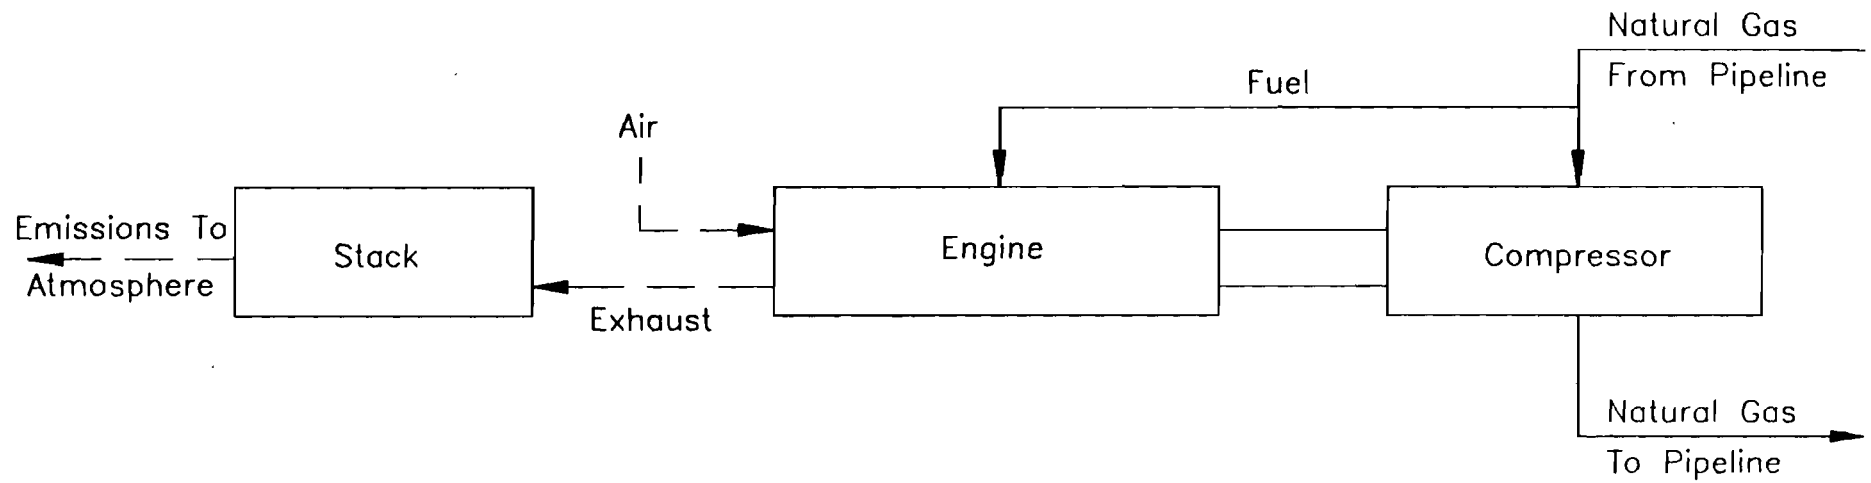 Natural Gas
From Pipeline
Fuel
Air
Emissions To
Atmosphere
Stack
Exhaust
Engine
Compressor
Natural Gas
To Pipeline